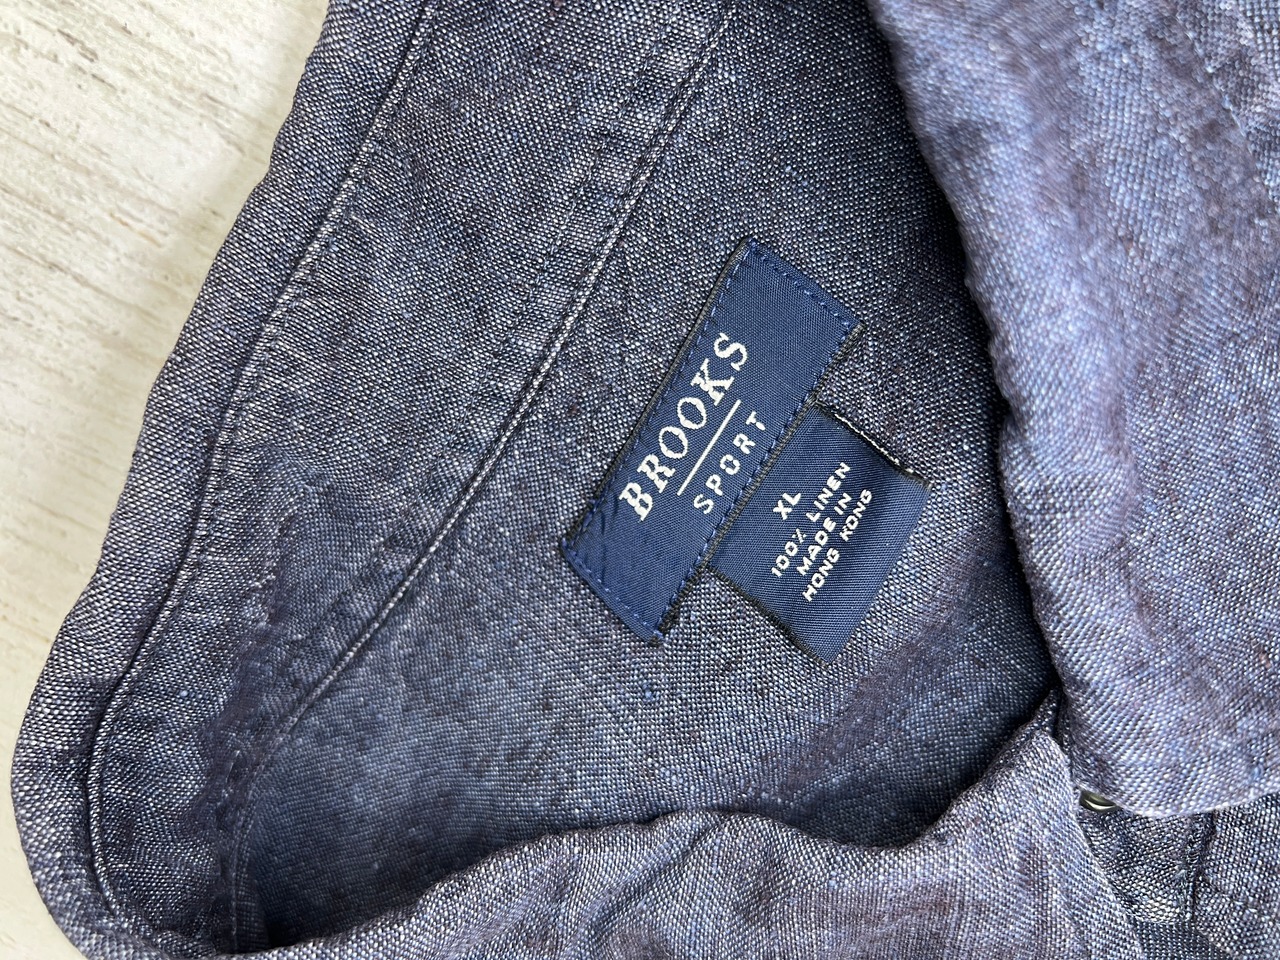 BROOKS
SPORT
XL
100% LINEN
MADE IN
HONG KONG